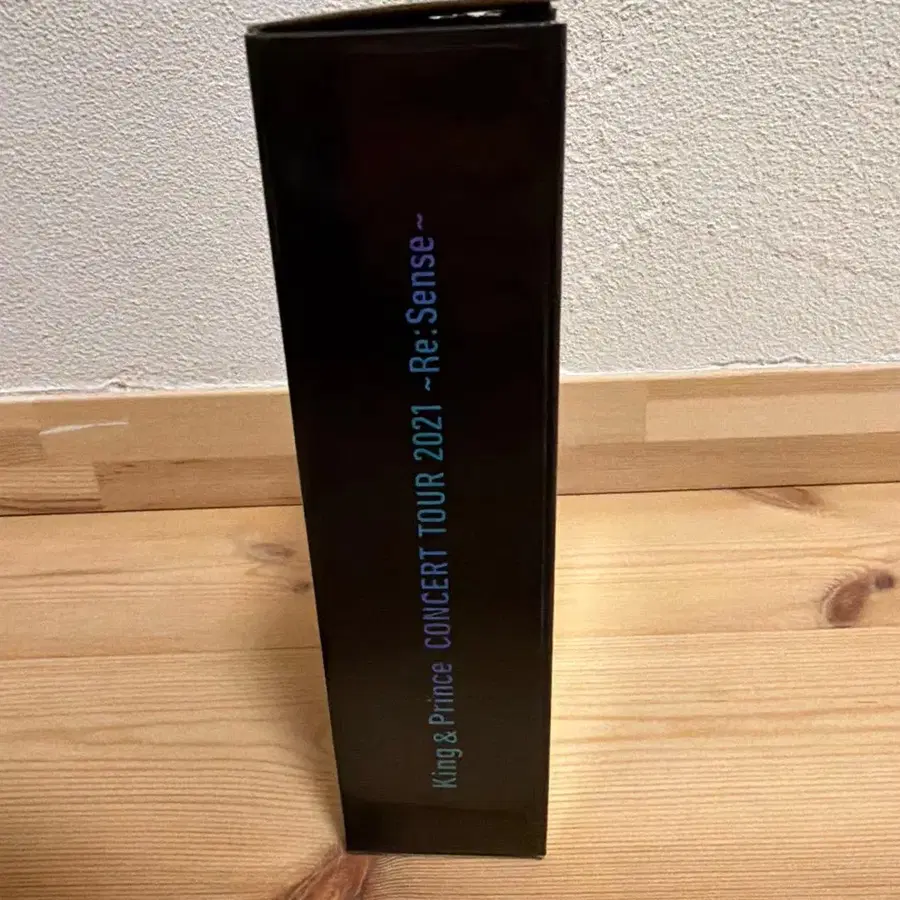 King & Prince CONCERT TOUR 2021 ~Re:Sense~